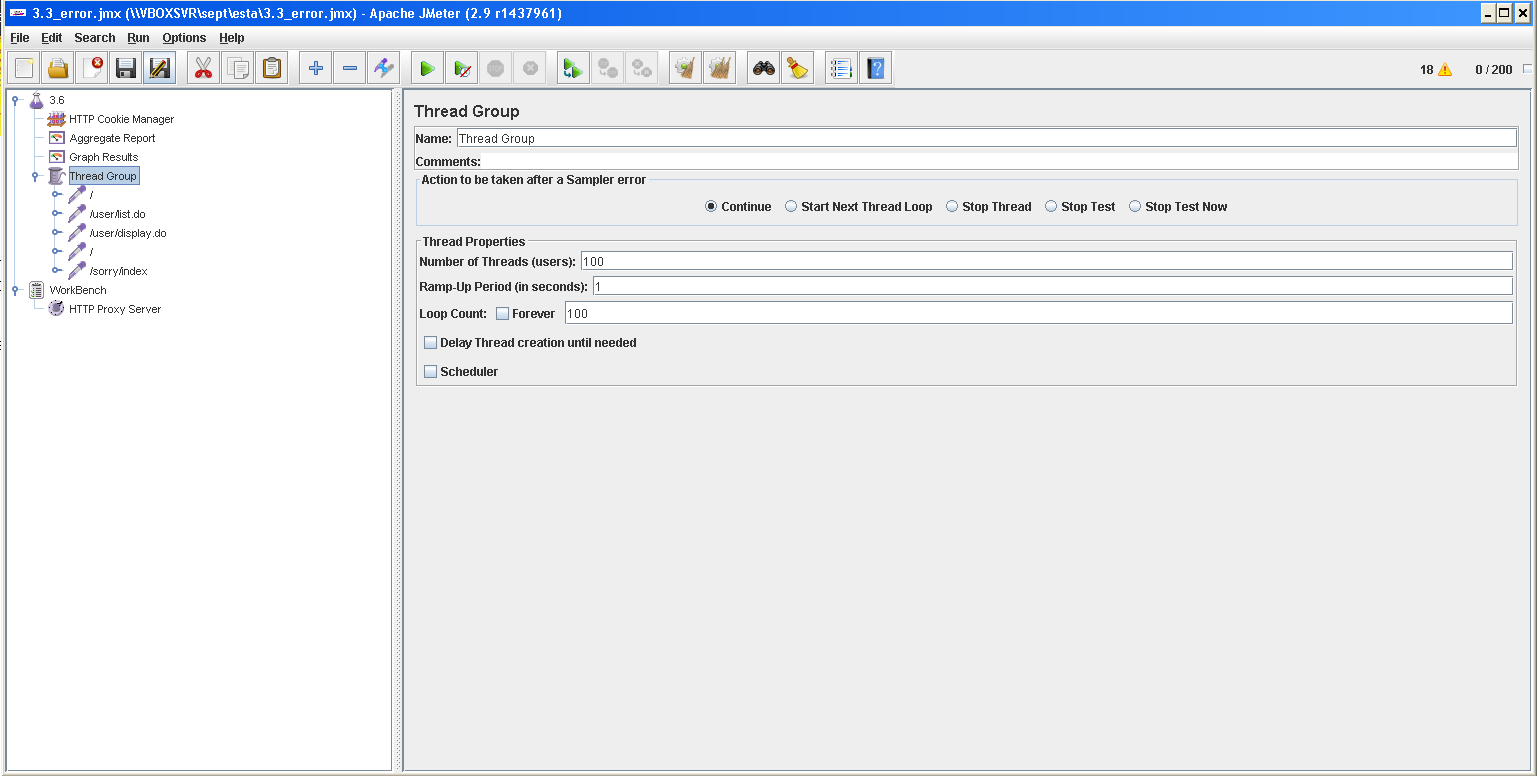 3.3_error.jmx (\\VBOXSVR\sept\esta\3.3_error.jmx) - Apache JMeter (2.9 r1437961)
File Edit Search Run Options Help
18 0 / 200
3.6
HTTP Cookie Manager
Aggregate Report
Graph Results
Thread Group
/
/user/list.do
/user/display.do
/
/sorry/index
WorkBench
HTTP Proxy Server
Thread Group
Name: Thread Group
Comments:
Action to be taken after a Sampler error
Continue Start Next Thread Loop Stop Thread Stop Test Stop Test Now
Thread Properties
Number of Threads (users): 100
Ramp-Up Period (in seconds): 1
Loop Count: Forever 100
Delay Thread creation until needed
Scheduler